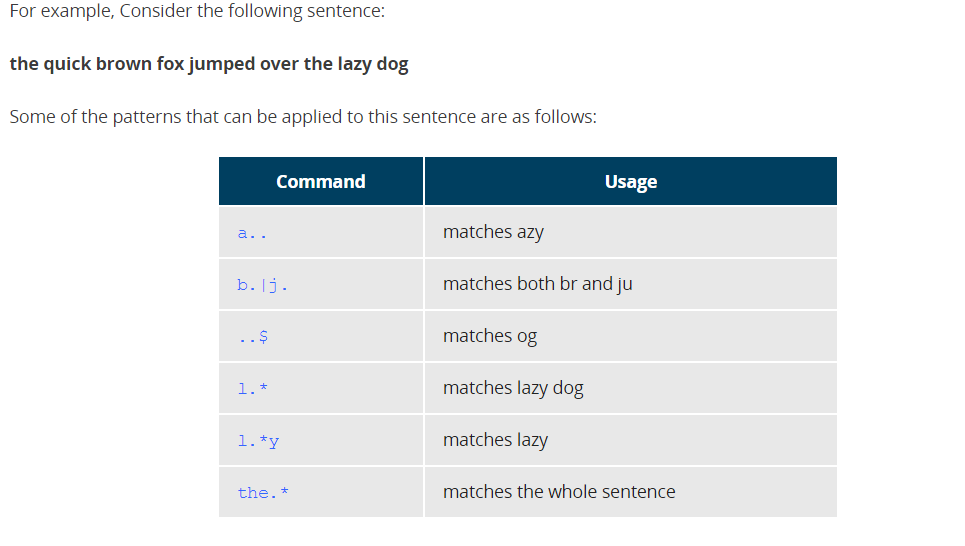 For example, Consider the following sentence:
the quick brown fox jumped over the lazy dog
Some of the patterns that can be applied to this sentence are as follows:
Command Usage
a.. matches azy
b.|j. matches both br and ju
..$ matches og
l.* matches lazy dog
l.*y matches lazy
the.* matches the whole sentence